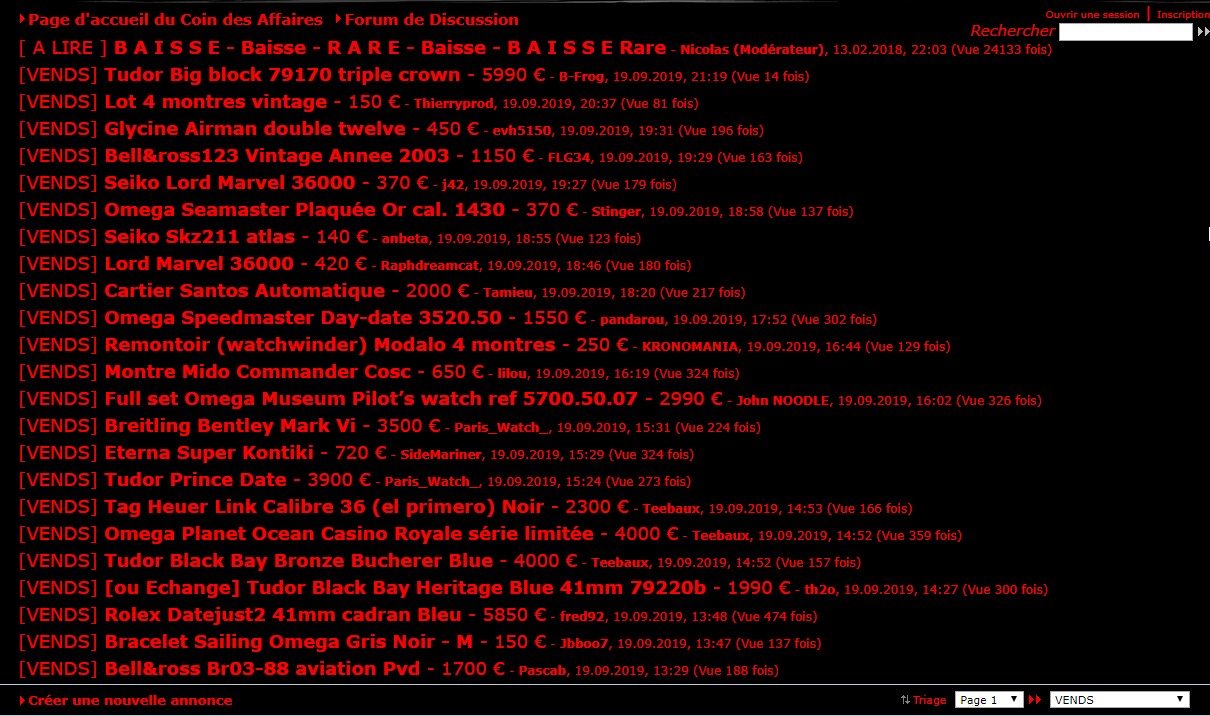 Page d'accueil du Coin des Affaires Forum de Discussion
Ouvrir une session | Inscription
Rechercher
[ A LIRE ] B A I S S E - Baisse - R A R E - Baisse - B A I S S E Rare - Nicolas (Modérateur), 13.02.2018, 22:03 (Vue 24133 fois)
[VENDS] Tudor Big block 79170 triple crown - 5990 € - B-Frog, 19.09.2019, 21:19 (Vue 14 fois)
[VENDS] Lot 4 montres vintage - 150 € - Thierryprod, 19.09.2019, 20:37 (Vue 81 fois)
[VENDS] Glycine Airman double twelve - 450 € - evh5150, 19.09.2019, 19:31 (Vue 196 fois)
[VENDS] Bell&ross123 Vintage Annee 2003 - 1150 € - FLG34, 19.09.2019, 19:29 (Vue 163 fois)
[VENDS] Seiko Lord Marvel 36000 - 370 € - j42, 19.09.2019, 19:27 (Vue 179 fois)
[VENDS] Omega Seamaster Plaquée Or cal. 1430 - 370 € - Stinger, 19.09.2019, 18:58 (Vue 137 fois)
[VENDS] Seiko Skz211 atlas - 140 € - anbeta, 19.09.2019, 18:55 (Vue 123 fois)
[VENDS] Lord Marvel 36000 - 420 € - Raphdreamcat, 19.09.2019, 18:46 (Vue 180 fois)
[VENDS] Cartier Santos Automatique - 2000 € - Tamieu, 19.09.2019, 18:20 (Vue 217 fois)
[VENDS] Omega Speedmaster Day-date 3520.50 - 1550 € - pandarou, 19.09.2019, 17:52 (Vue 302 fois)
[VENDS] Remontoir (watchwinder) Modalo 4 montres - 250 € - KRONOMANIA, 19.09.2019, 16:44 (Vue 129 fois)
[VENDS] Montre Mido Commander Cosc - 650 € - lilou, 19.09.2019, 16:19 (Vue 324 fois)
[VENDS] Full set Omega Museum Pilot’s watch ref 5700.50.07 - 2990 € - John NOODLE, 19.09.2019, 16:02 (Vue 326 fois)
[VENDS] Breitling Bentley Mark Vi - 3500 € - Paris_Watch_, 19.09.2019, 15:31 (Vue 224 fois)
[VENDS] Eterna Super Kontiki - 720 € - SideMariner, 19.09.2019, 15:29 (Vue 324 fois)
[VENDS] Tudor Prince Date - 3900 € - Paris_Watch_, 19.09.2019, 15:24 (Vue 273 fois)
[VENDS] Tag Heuer Link Calibre 36 (el primero) Noir - 2300 € - Teebaux, 19.09.2019, 14:53 (Vue 166 fois)
[VENDS] Omega Planet Ocean Casino Royale série limitée - 4000 € - Teebaux, 19.09.2019, 14:52 (Vue 359 fois)
[VENDS] Tudor Black Bay Bronze Bucherer Blue - 4000 € - Teebaux, 19.09.2019, 14:52 (Vue 157 fois)
[VENDS] [ou Echange] Tudor Black Bay Heritage Blue 41mm 79220b - 1990 € - th2o, 19.09.2019, 14:27 (Vue 300 fois)
[VENDS] Rolex Datejust2 41mm cadran Bleu - 5850 € - fred92, 19.09.2019, 13:48 (Vue 474 fois)
[VENDS] Bracelet Sailing Omega Gris Noir - M - 150 € - Jbboo7, 19.09.2019, 13:47 (Vue 137 fois)
[VENDS] Bell&ross Br03-88 aviation Pvd - 1700 € - Pascab, 19.09.2019, 13:29 (Vue 188 fois)
Créer une nouvelle annonce Triage Page 1 VENDS